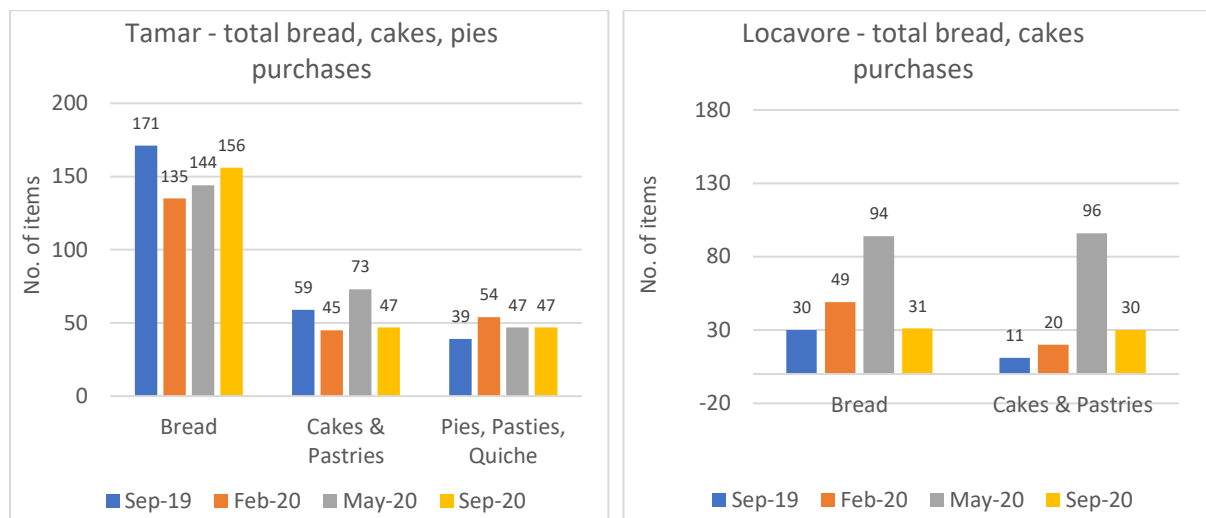 Tamar - total bread, cakes, pies
purchases
No. of items
200
150
100
50
0
171
135
144
156
59
45
73
47
39
54
47
47
Bread
Cakes &
Pastries
Pies, Pasties,
Quiche
Sep-19 Feb-20 May-20 Sep-20
Locavore - total bread, cakes
purchases
No. of items
180
130
80
30
-20
30
49
94
31
11
20
96
30
Bread
Cakes & Pastries
Sep-19 Feb-20 May-20 Sep-20